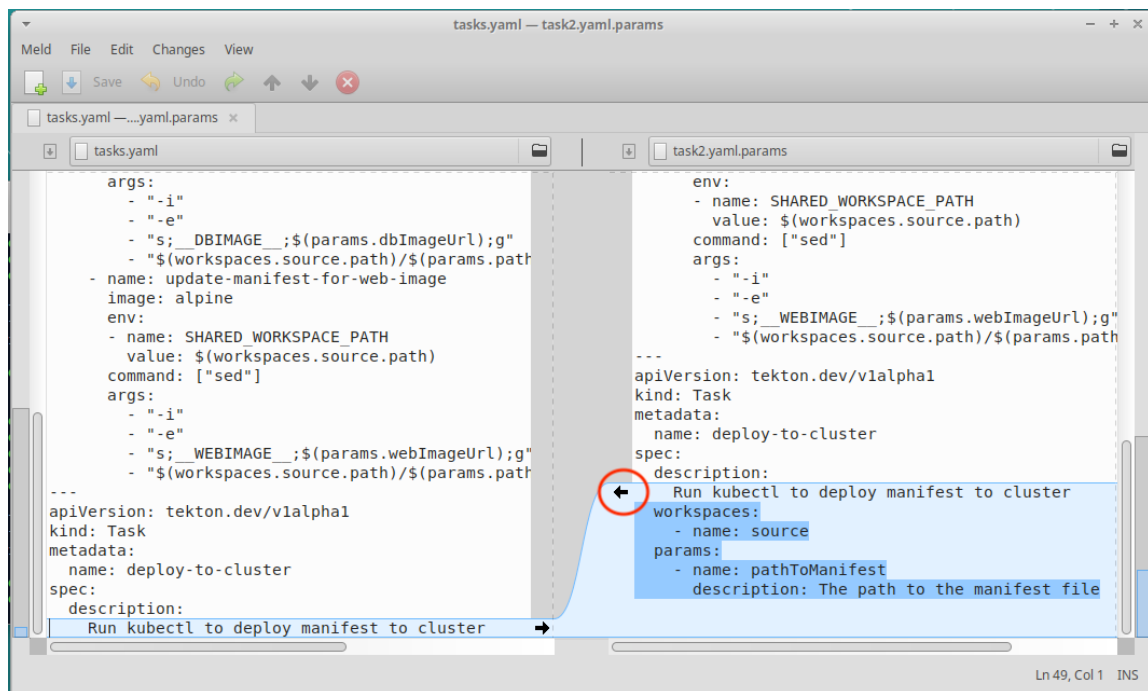 tasks.yaml — task2.yaml.params
Meld File Edit Changes View
Save Undo
tasks.yaml —....yaml.params
tasks.yaml
args:
- "-i"
- "-e"
- "s;__DBIMAGE__;$(params.dbImageUrl);g"
- "$(workspaces.source.path)/$(params.path
- name: update-manifest-for-web-image
image: alpine
env:
- name: SHARED_WORKSPACE_PATH
value: $(workspaces.source.path)
command: ["sed"]
args:
- "-i"
- "-e"
- "s;__WEBIMAGE__;$(params.webImageUrl);g"
- "$(workspaces.source.path)/$(params.path
---
apiVersion: tekton.dev/v1alpha1
kind: Task
metadata:
name: deploy-to-cluster
spec:
description:
Run kubectl to deploy manifest to cluster
task2.yaml.params
env:
- name: SHARED_WORKSPACE_PATH
value: $(workspaces.source.path)
command: ["sed"]
args:
- "-i"
- "-e"
- "s;__WEBIMAGE__;$(params.webImageUrl);g"
- "$(workspaces.source.path)/$(params.path
---
apiVersion: tekton.dev/v1alpha1
kind: Task
metadata:
name: deploy-to-cluster
spec:
description:
Run kubectl to deploy manifest to cluster
workspaces:
- name: source
params:
- name: pathToManifest
description: The path to the manifest file
Ln 49, Col 1 INS